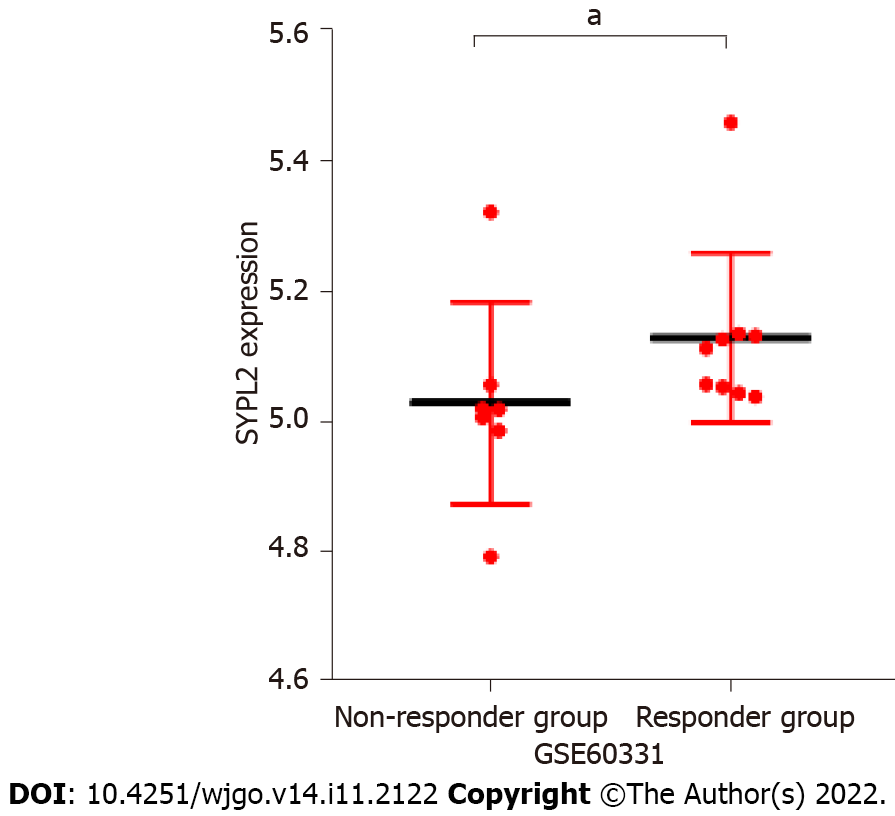 a
5.6
5.4
5.2
5.0
4.8
4.6
SYPL2 expression
Non-responder group Responder group
GSE60331
DOI: 10.4251/wjgo.v14.i11.2122 Copyright ©The Author(s) 2022.